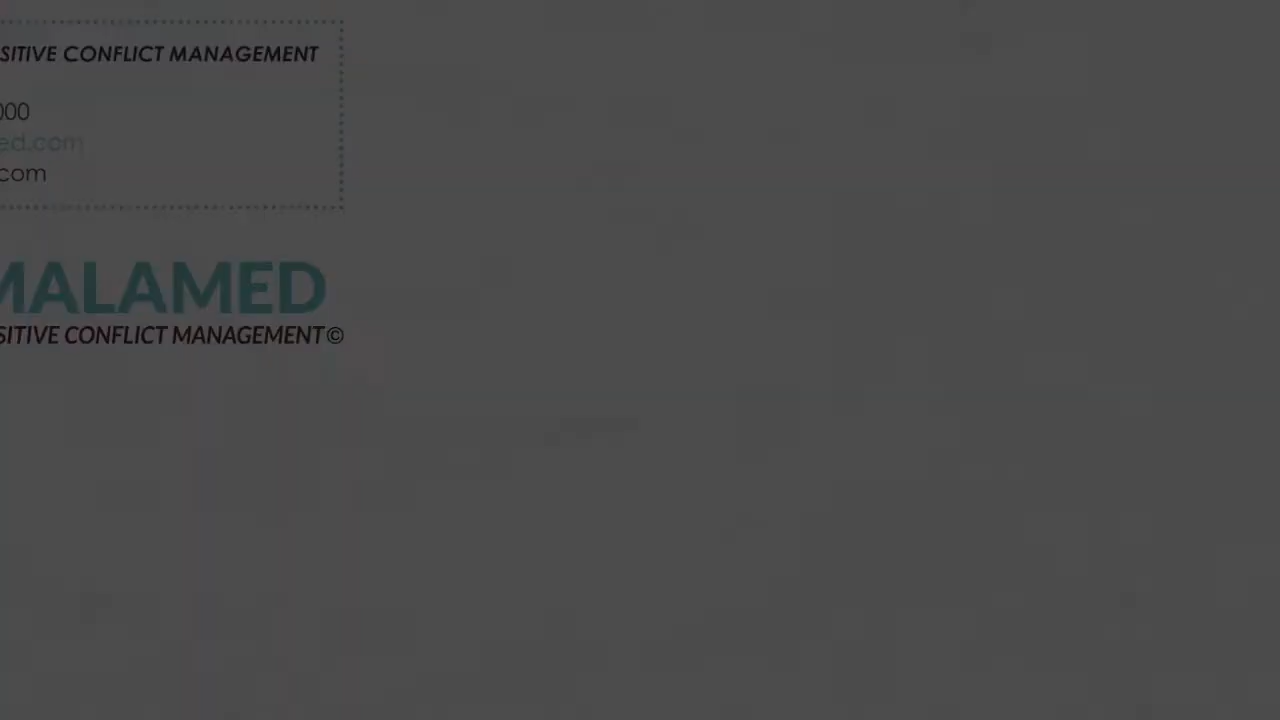 SITIVE CONFLICT MANAGEMENT
000
ed.com
com
MALAMED
SITIVE CONFLICT MANAGEMENT©